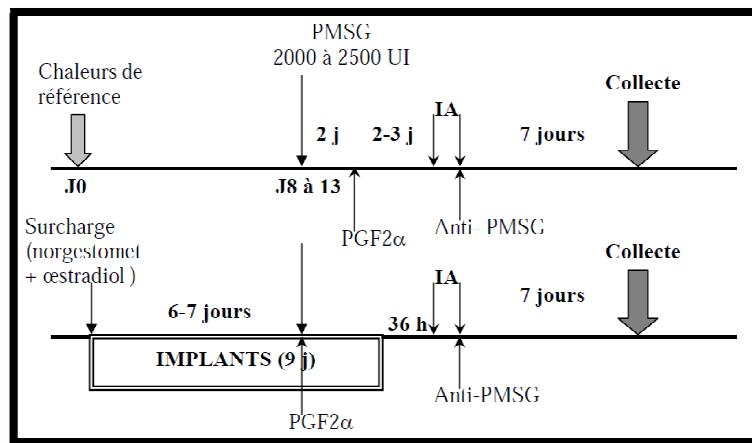 PMSG
2000 à 2500 UI
Chaleurs de
référence
Collecte
IA
2 j
2-3 j
7 jours
J0
J8 à 13
Surcharge
(norgestomet
+ œstradiol )
PGF2α
Anti- PMSG
Collecte
IA
6-7 jours
7 jours
36 h
IMPLANTS (9 j)
Anti-PMSG
PGF2α